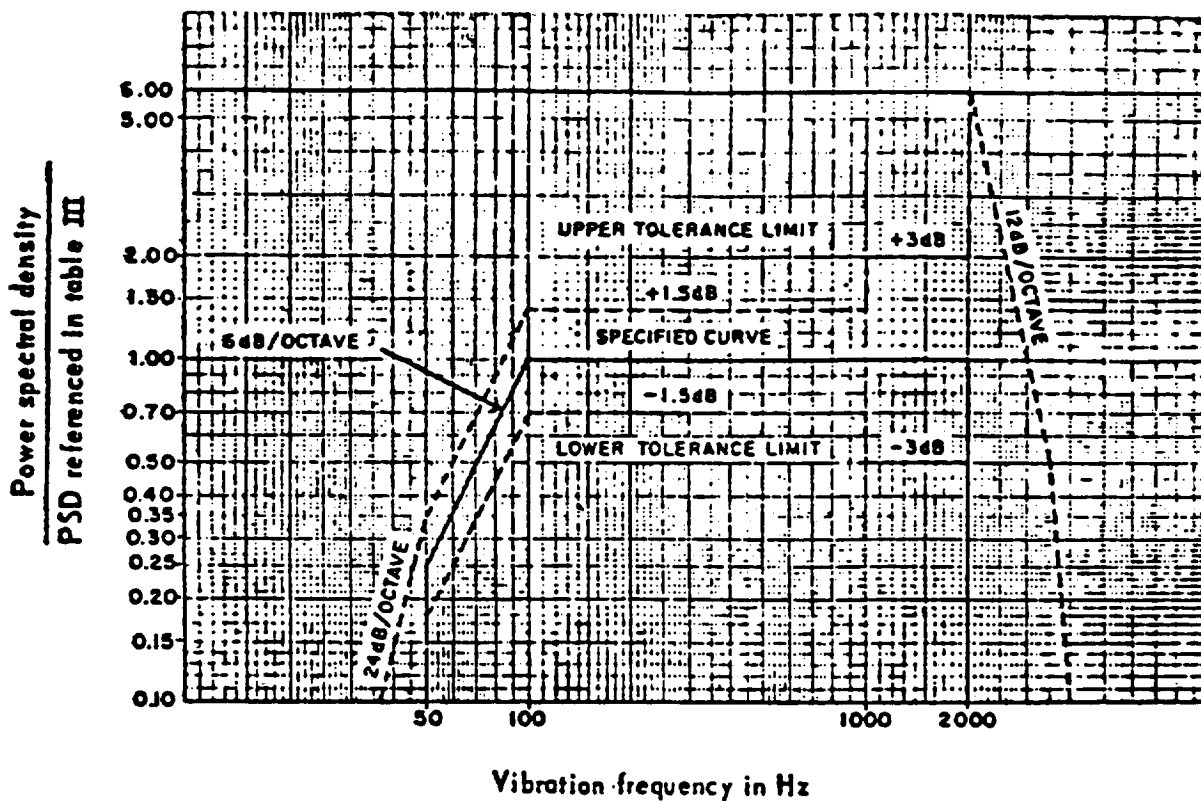 Power spectral density
PSD referenced in table III
5.00
2.00
1.50
1.00
0.70
0.50
0.40
0.35
0.30
0.25
0.20
0.15
0.10
UPPER TOLERANCE LIMIT
+3dB
+1.5dB
6dB/OCTAVE
SPECIFIED CURVE
-1.5dB
LOWER TOLERANCE LIMIT
-3dB
24dB/OCTAVE
12dB/OCTAVE
50
100
1000
2000
Vibration frequency in Hz